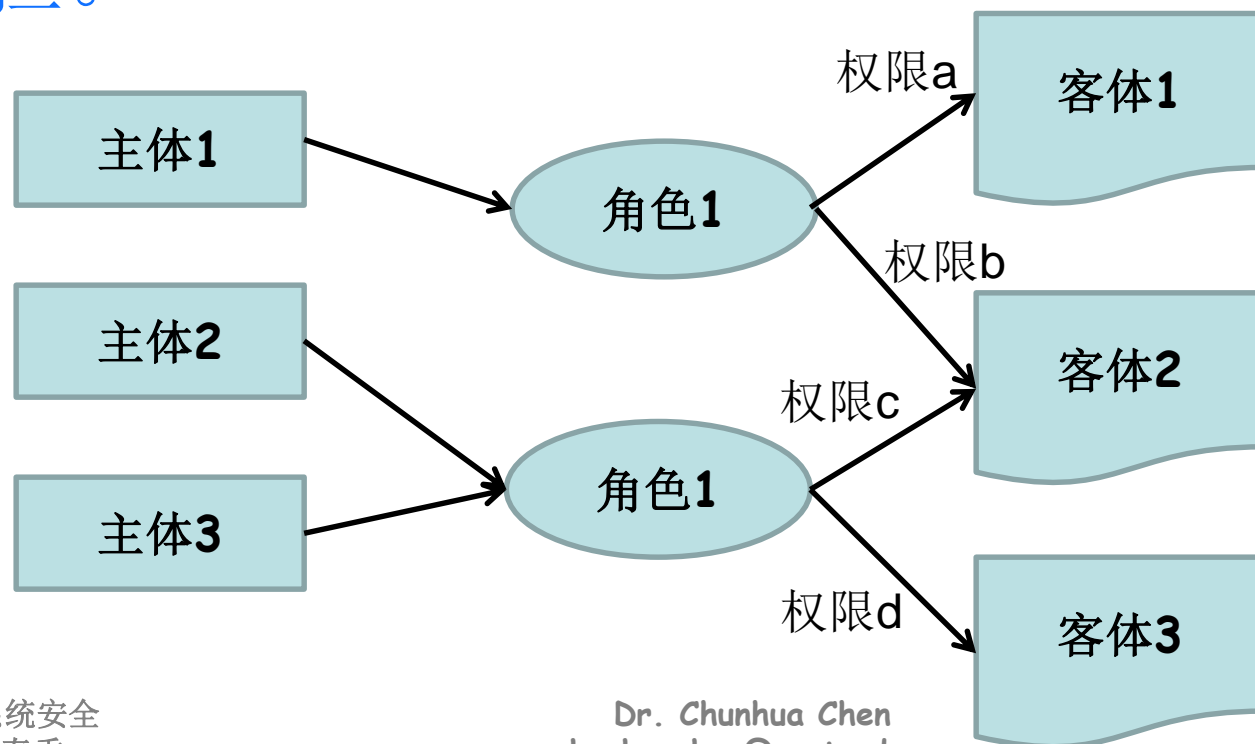 权限a
客体1
主体1
角色1
权限b
主体2
客体2
权限c
角色1
主体3
权限d
客体3
统安全
Dr. Chunhua Chen